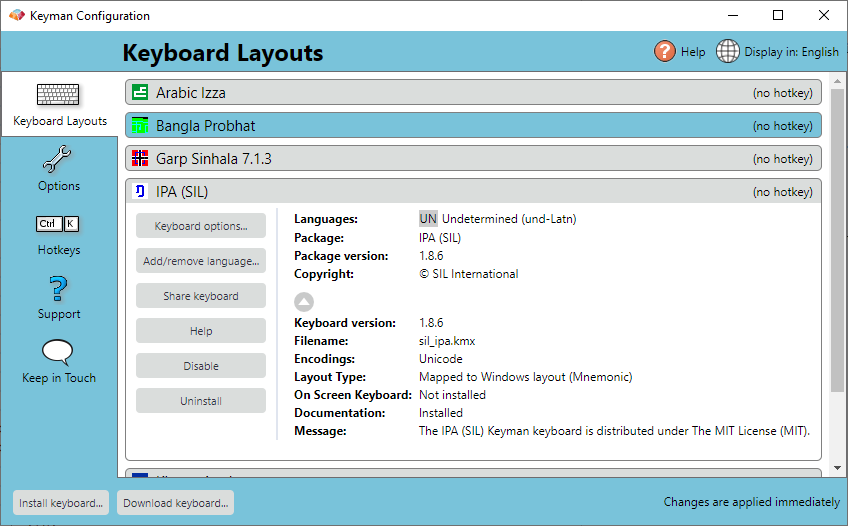 Keyman Configuration
Keyboard Layouts
Help
Display in: English
Keyboard Layouts
Options
Ctrl K
Hotkeys
Support
Keep in Touch
Arabic Izza (no hotkey)
Bangla Probhat (no hotkey)
Garp Sinhala 7.1.3 (no hotkey)
IPA (SIL) (no hotkey)
Keyboard options...
Add/remove language...
Share keyboard
Help
Disable
Uninstall
Languages: UN Undetermined (und-Latn)
Package: IPA (SIL)
Package version: 1.8.6
Copyright: © SIL International
Keyboard version: 1.8.6
Filename: sil_ipa.kmx
Encodings: Unicode
Layout Type: Mapped to Windows layout (Mnemonic)
On Screen Keyboard: Not installed
Documentation: Installed
Message: The IPA (SIL) Keyman keyboard is distributed under The MIT License (MIT).
Install keyboard...
Download keyboard...
Changes are applied immediately